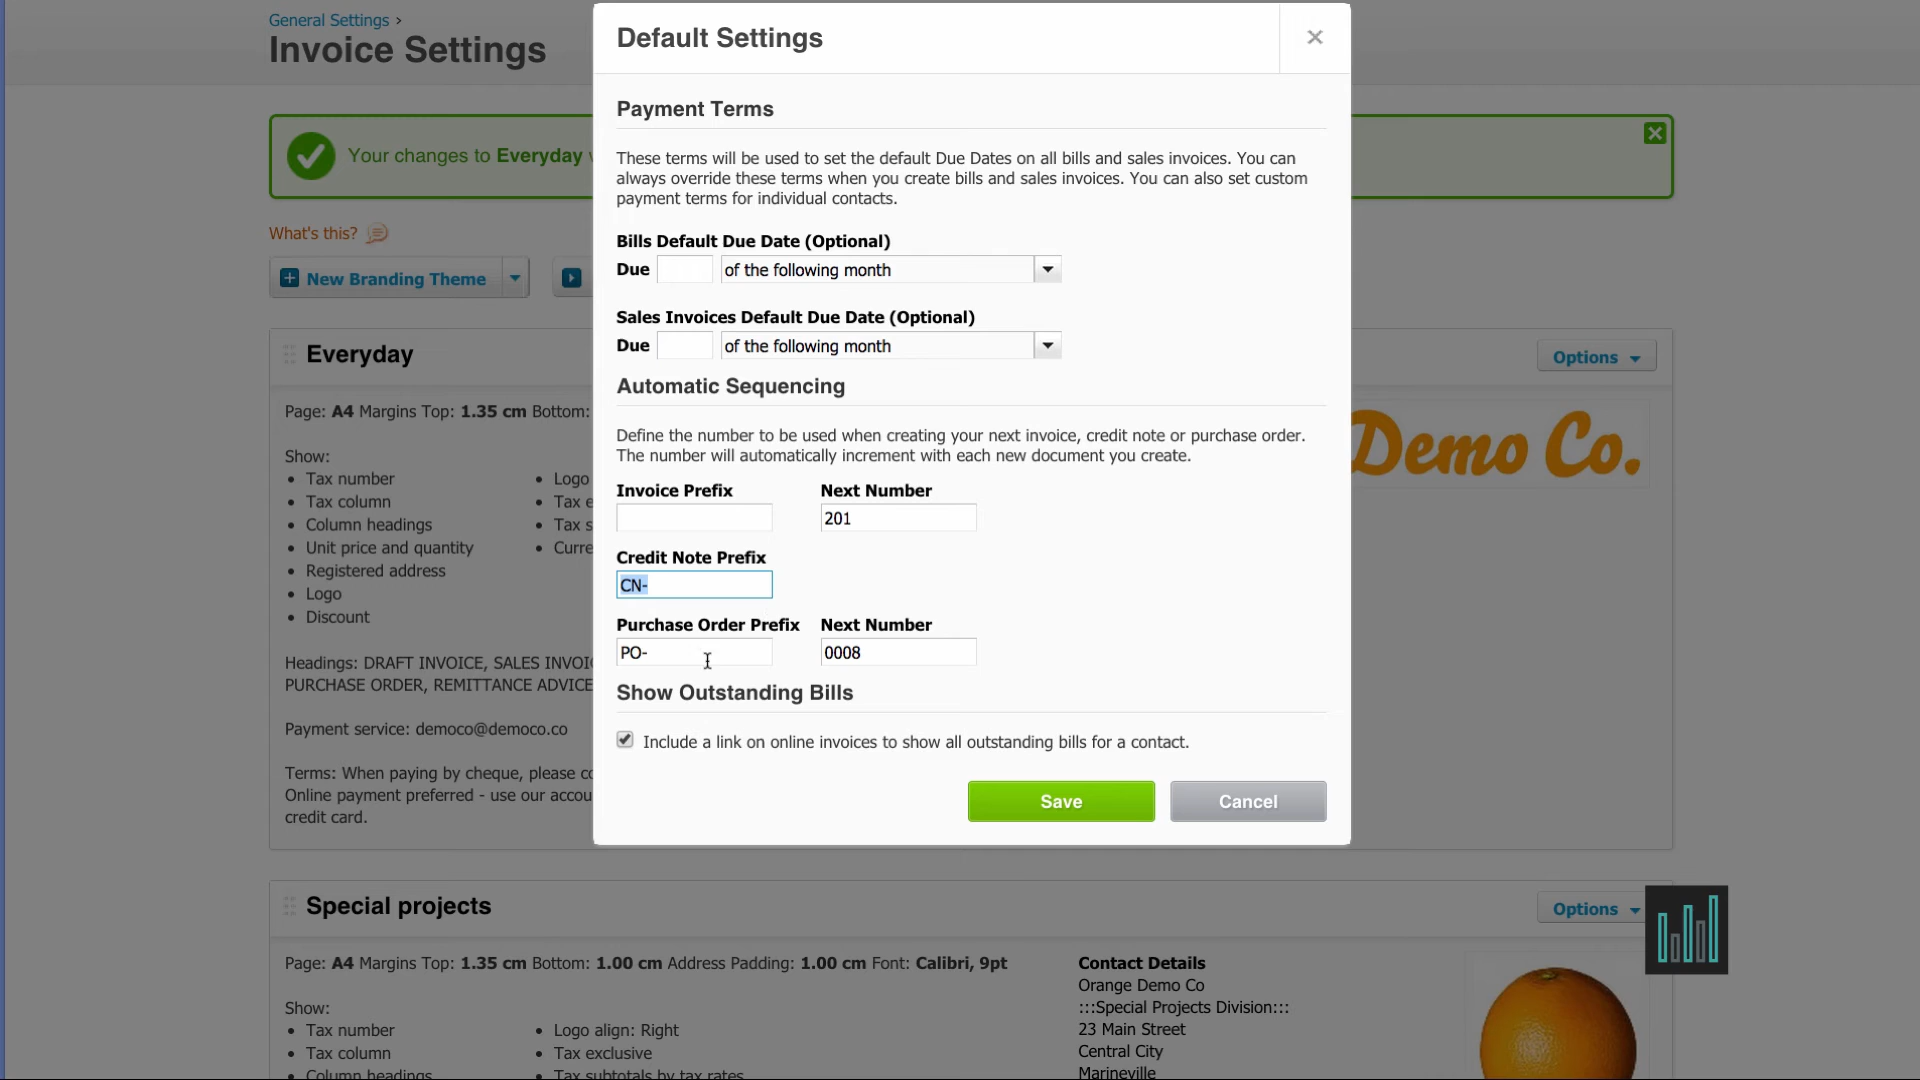 General Settings ›
Invoice Settings
Default Settings
Payment Terms
Your changes to Everyday
These terms will be used to set the default Due Dates on all bills and sales invoices. You can
always override these terms when you create bills and sales invoices. You can also set custom
payment terms for individual contacts.
What's this?
New Branding Theme
Bills Default Due Date (Optional)
Due of the following month
Sales Invoices Default Due Date (Optional)
Due of the following month
Everyday
Options
Automatic Sequencing
Page: A4 Margins Top: 1.35 cm Bottom:
Demo Co.
Define the number to be used when creating your next invoice, credit note or purchase order.
The number will automatically increment with each new document you create.
Show:
• Tax number
• Tax column
• Column headings
• Unit price and quantity
• Registered address
• Logo
• Discount
• Logo
• Tax e
• Tax s
• Curre
Invoice Prefix Next Number
201
Credit Note Prefix
CN-
Purchase Order Prefix Next Number
PO- 0008
Headings: DRAFT INVOICE, SALES INVOI
PURCHASE ORDER, REMITTANCE ADVICE
Show Outstanding Bills
Payment service: democo@democo.co
Include a link on online invoices to show all outstanding bills for a contact.
Terms: When paying by cheque, please co
Online payment preferred - use our accou
credit card.
Save Cancel
Special projects
Options
Page: A4 Margins Top: 1.35 cm Bottom: 1.00 cm Address Padding: 1.00 cm Font: Calibri, 9pt
Show:
• Tax number
• Tax column
• Column headings
• Logo align: Right
• Tax exclusive
• Tax subtotals by tax rates
Contact Details
Orange Demo Co
:::Special Projects Division:::
23 Main Street
Central City
Marineville